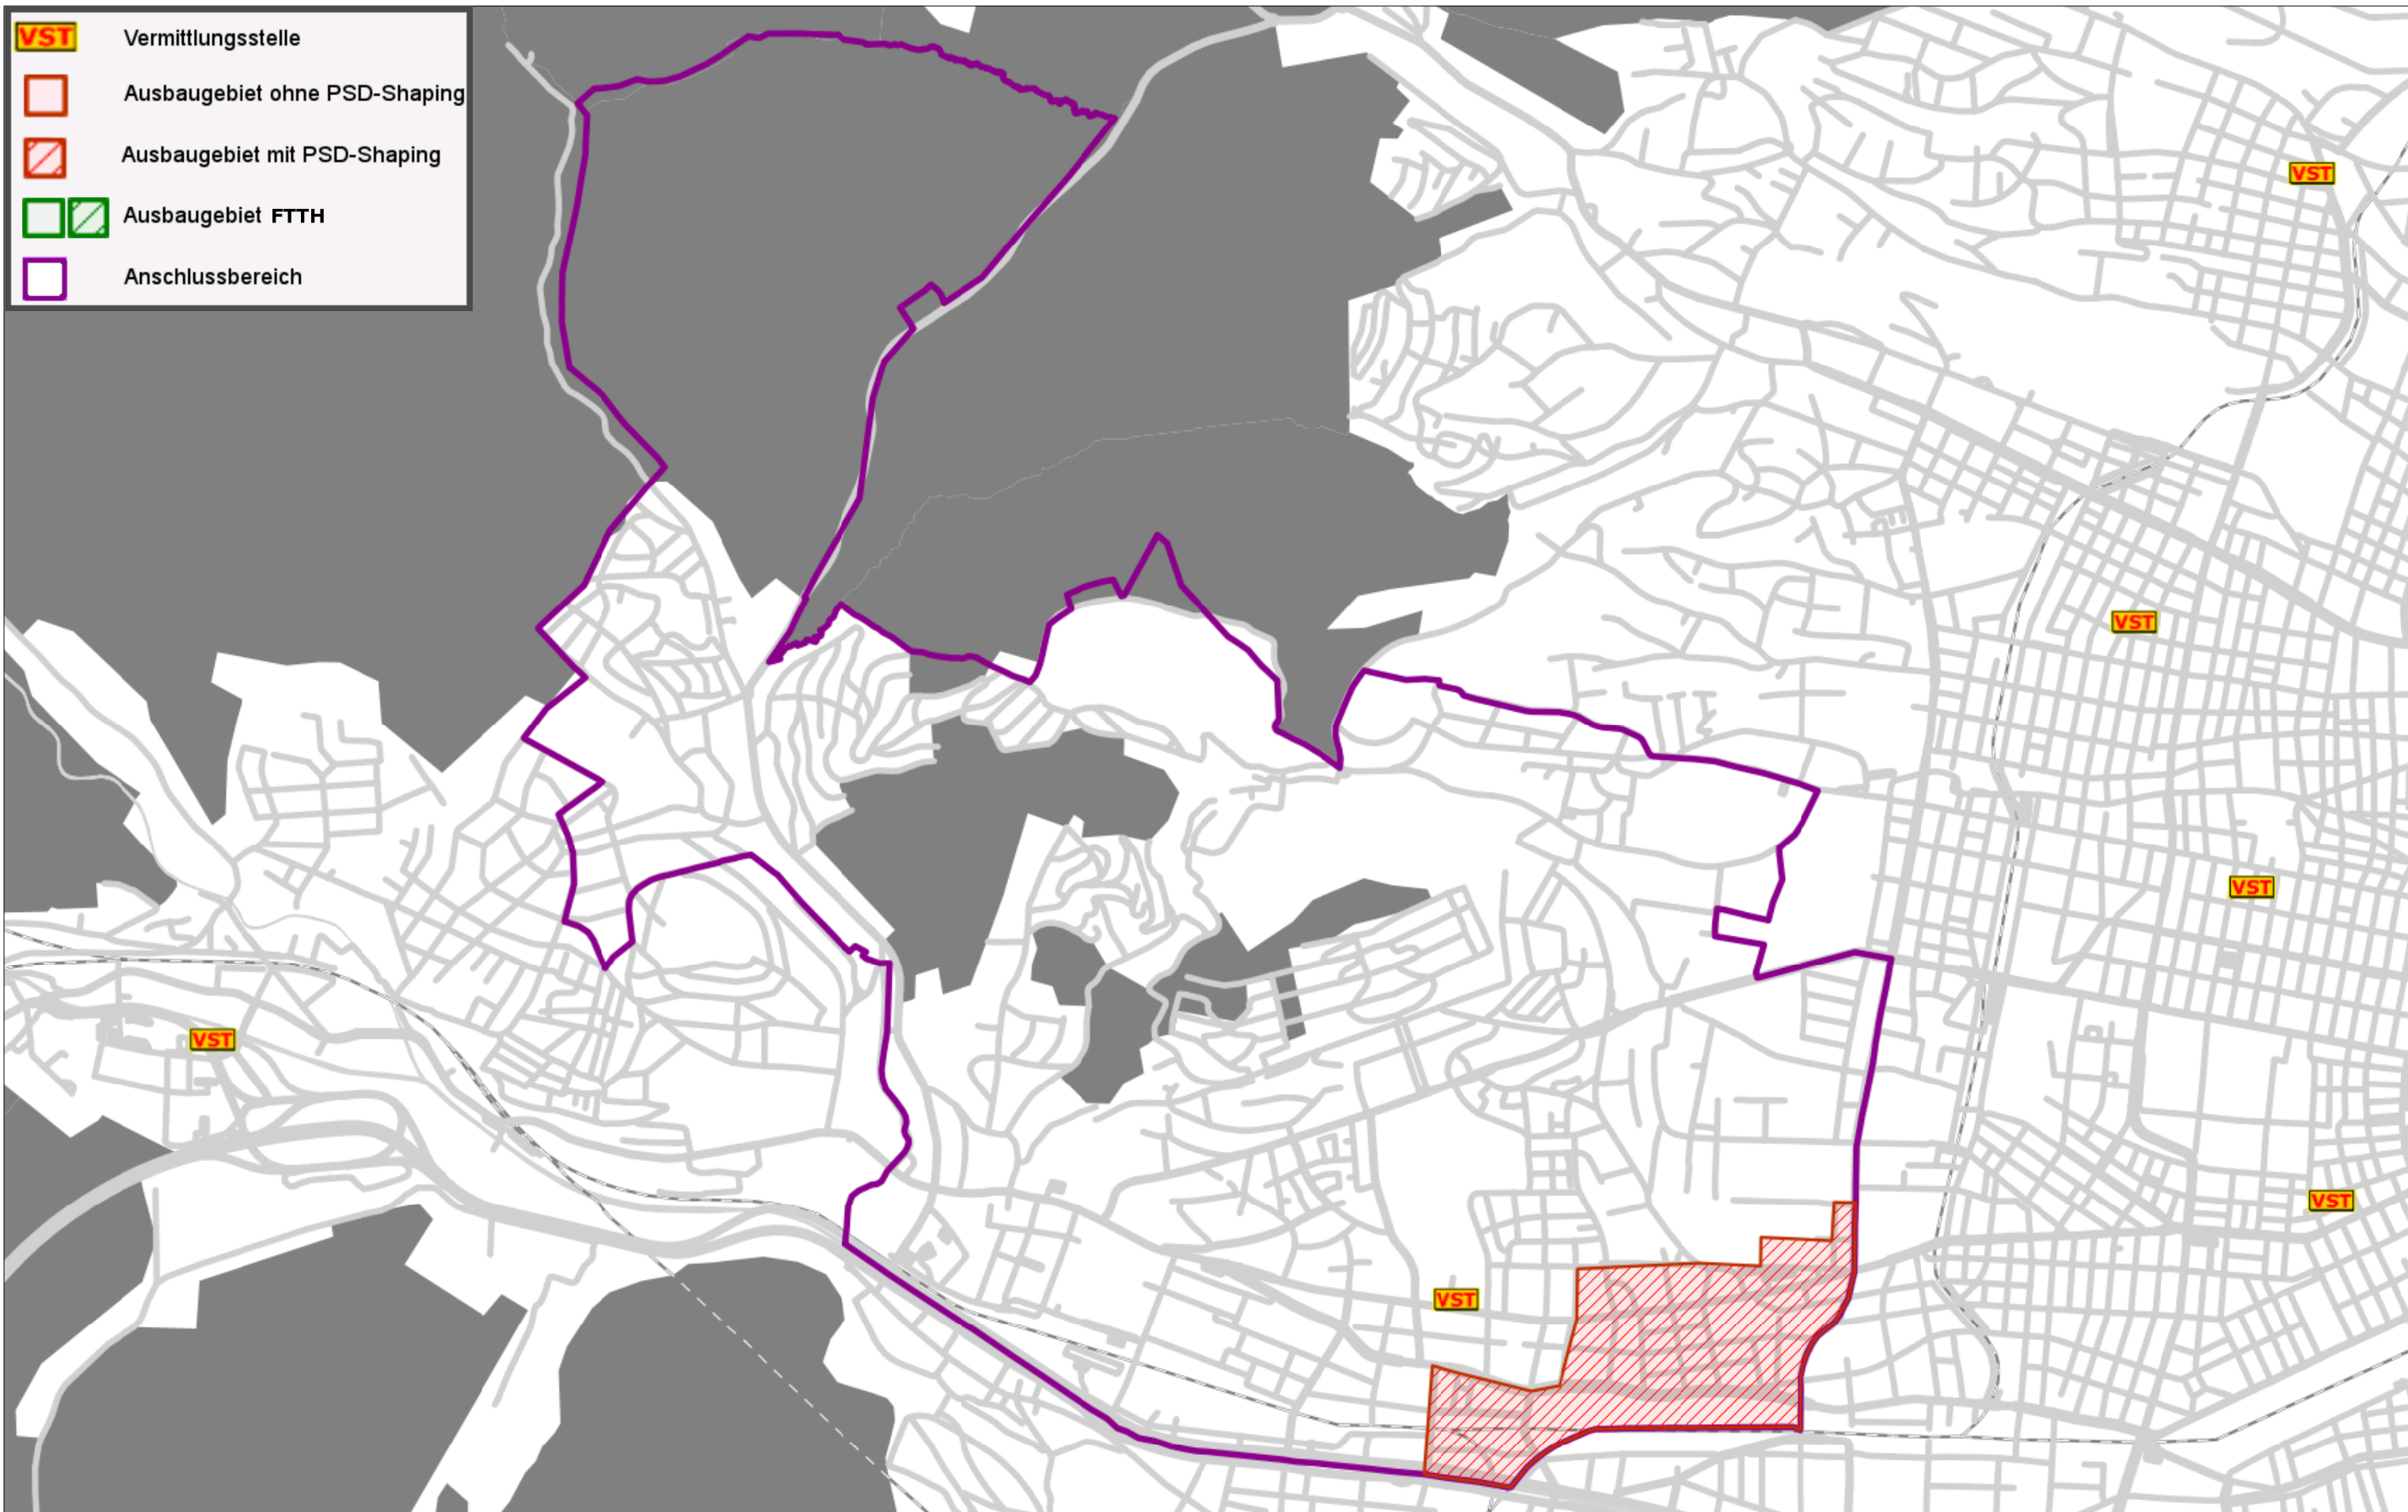 VST Vermittlungsstelle
Ausbaugebiet ohne PSD-Shaping
Ausbaugebiet mit PSD-Shaping
Ausbaugebiet FTTH
Anschlussbereich
VST
VST
VST
VST
VST
VST